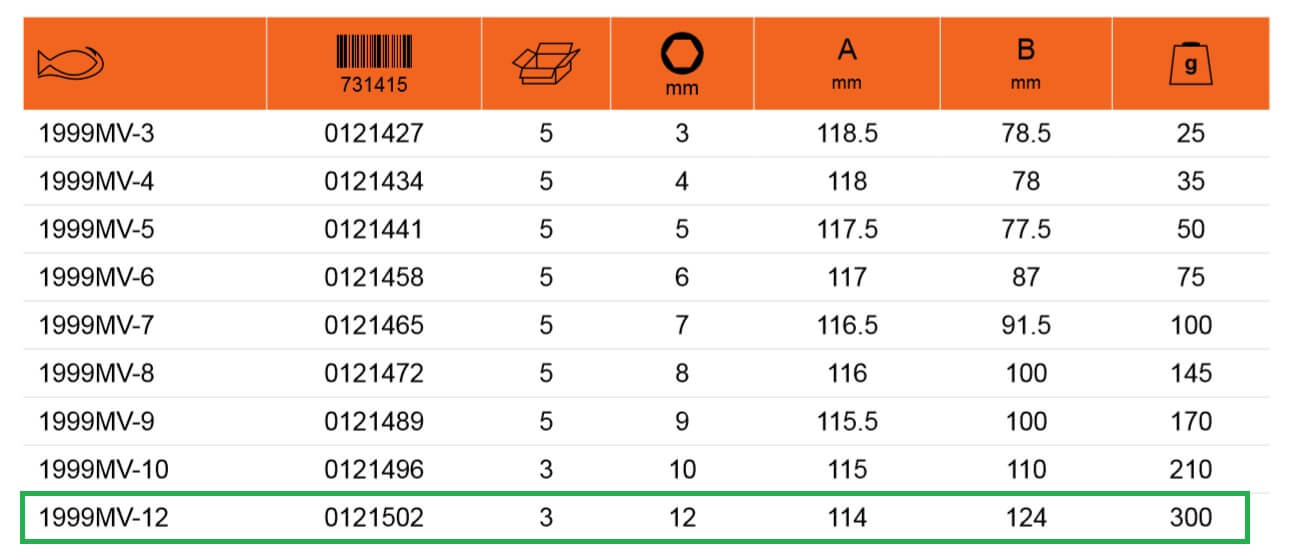 731415 mm A mm B mm g
1999MV-3 0121427 5 3 118.5 78.5 25
1999MV-4 0121434 5 4 118 78 35
1999MV-5 0121441 5 5 117.5 77.5 50
1999MV-6 0121458 5 6 117 87 75
1999MV-7 0121465 5 7 116.5 91.5 100
1999MV-8 0121472 5 8 116 100 145
1999MV-9 0121489 5 9 115.5 100 170
1999MV-10 0121496 3 10 115 110 210
1999MV-12 0121502 3 12 114 124 300